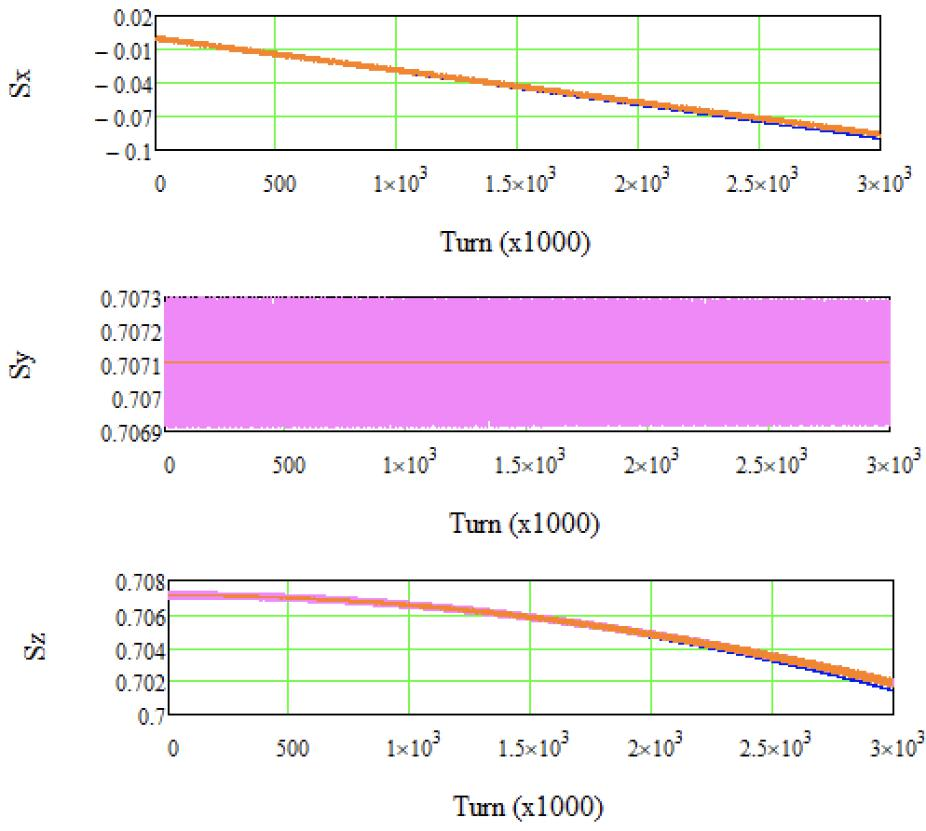 Sx
0.02
− 0.01
− 0.04
− 0.07
− 0.1
0 500 1×10³ 1.5×10³ 2×10³ 2.5×10³ 3×10³
Turn (x1000)
Sy
0.7073
0.7072
0.7071
0.707
0.7069
0 500 1×10³ 1.5×10³ 2×10³ 2.5×10³ 3×10³
Turn (x1000)
Sz
0.708
0.706
0.704
0.702
0.7
0 500 1×10³ 1.5×10³ 2×10³ 2.5×10³ 3×10³
Turn (x1000)